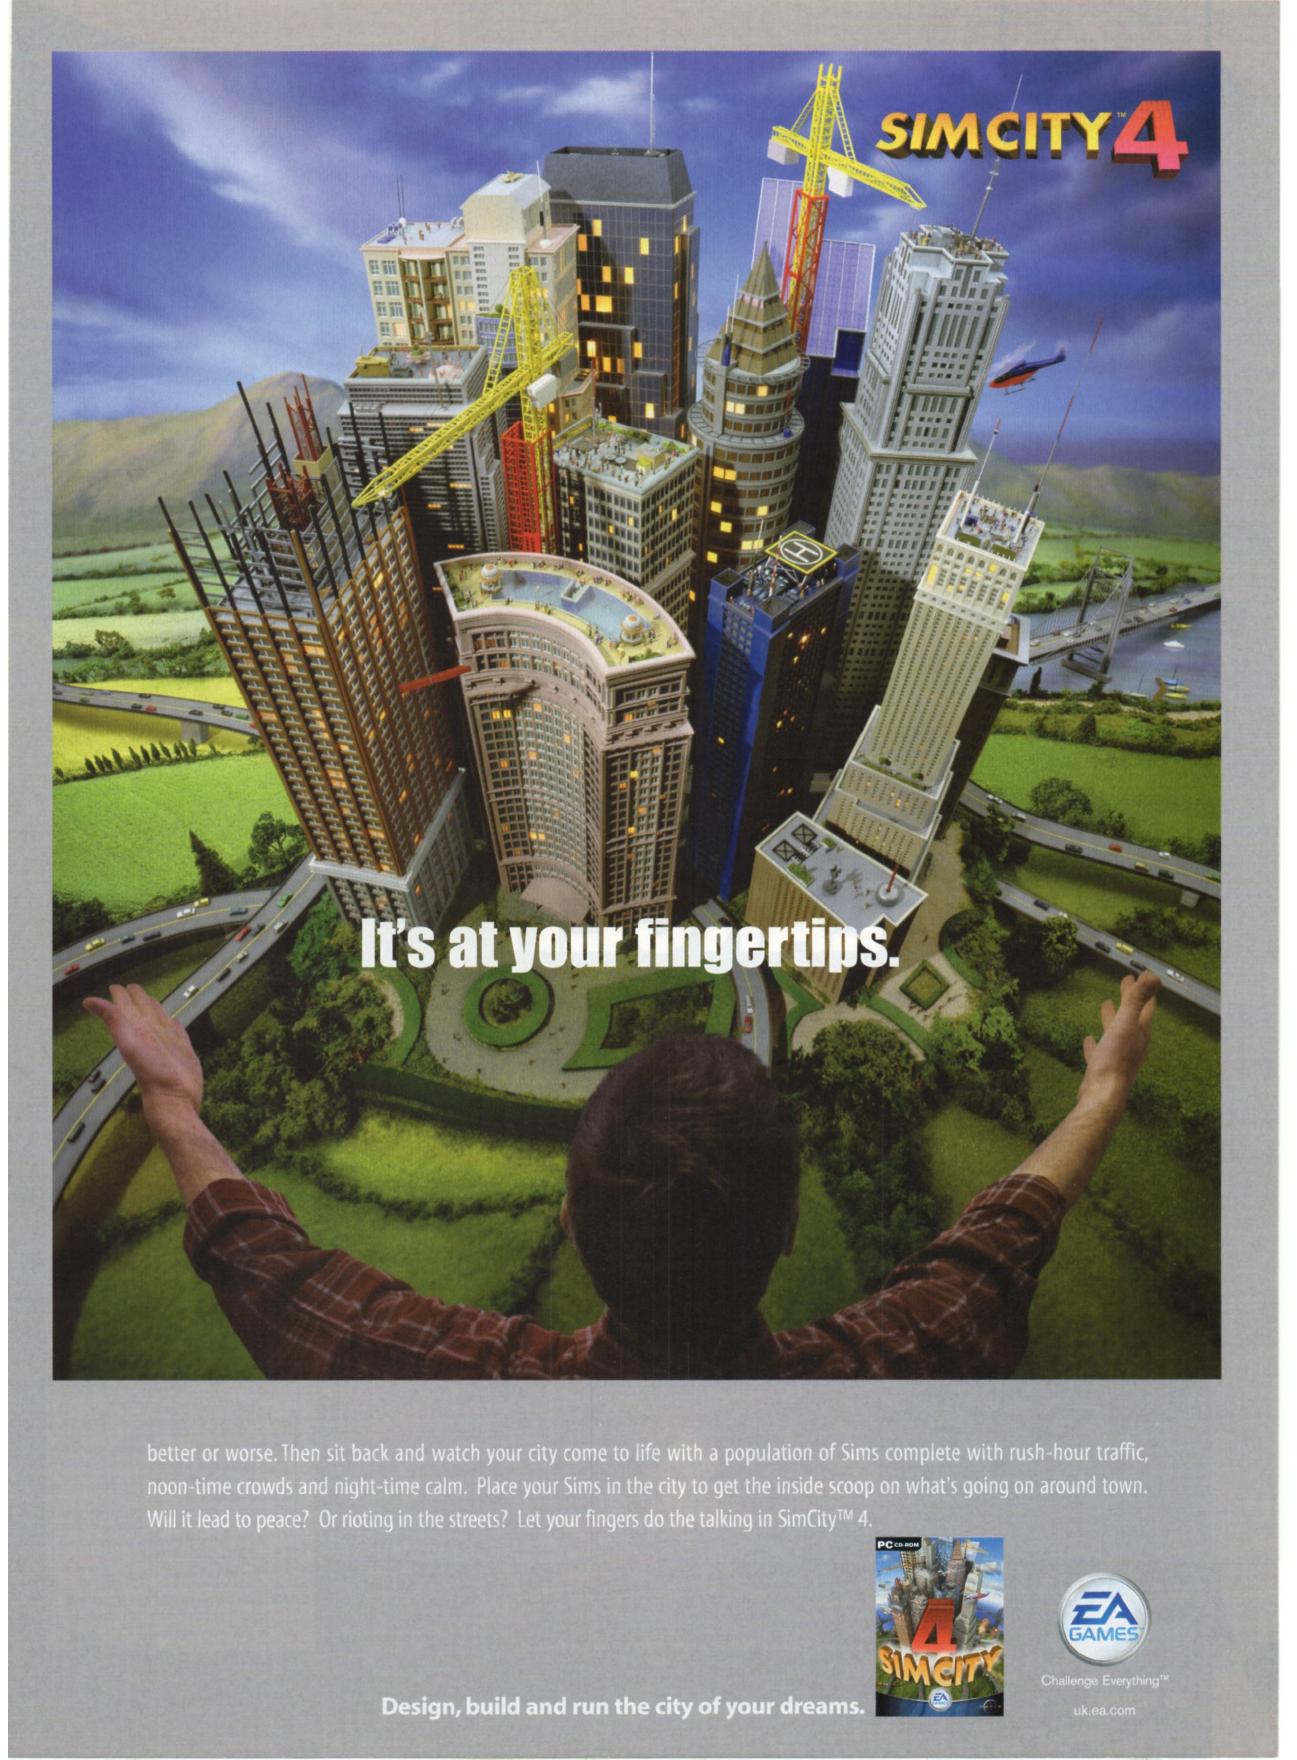 SIMCITY™ 4
H
It's at your fingertips.
better or worse. Then sit back and watch your city come to life with a population of Sims complete with rush-hour traffic,
noon-time crowds and night-time calm. Place your Sims in the city to get the inside scoop on what's going on around town.
Will it lead to peace? Or rioting in the streets? Let your fingers do the talking in SimCity™ 4.
PC CD-ROM
4
SIMCITY
EA
Design, build and run the city of your dreams.
EA
GAMES™
Challenge Everything™
uk.ea.com